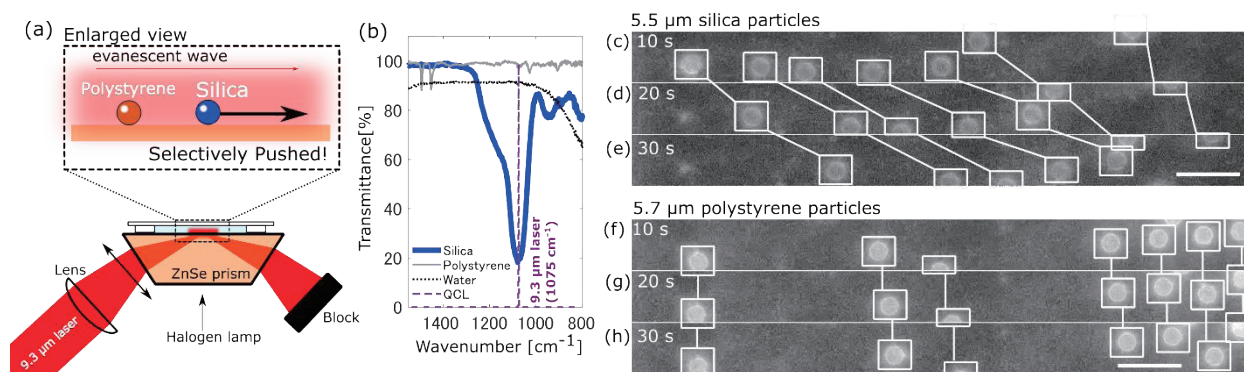 (a)
Enlarged view
evanescent wave
Polystyrene
Silica
Selectively Pushed!
Lens
ZnSe prism
9.3 µm laser
Halogen lamp
Block
(b)
Transmittance[%]
100
80
60
40
20
0
Silica
Polystyrene
Water
QCL
9.3 µm laser
(1075 cm⁻¹)
1400
1200
1000
800
Wavenumber [cm⁻¹]
5.5 µm silica particles
(c) 10 s
(d) 20 s
(e) 30 s
5.7 µm polystyrene particles
(f) 10 s
(g) 20 s
(h) 30 s